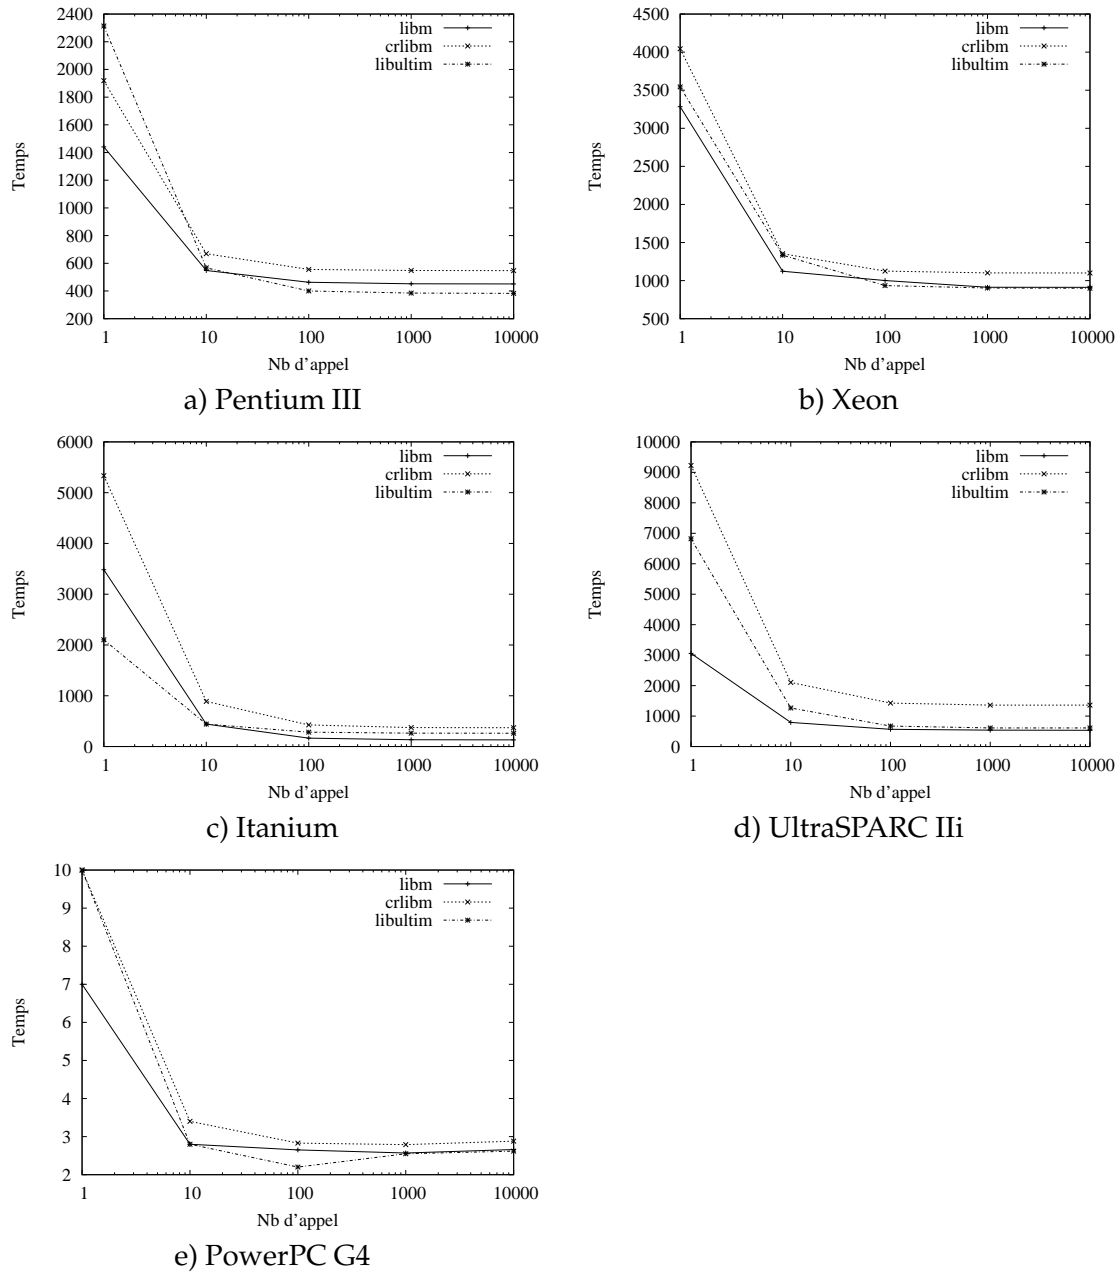 2400
2200
2000
1800
1600
1400
1200
1000
800
600
400
200
Temps
libm
crlibm
libultim
1 10 100 1000 10000
Nb d'appel
a) Pentium III
4500
4000
3500
3000
2500
2000
1500
1000
500
Temps
libm
crlibm
libultim
1 10 100 1000 10000
Nb d'appel
b) Xeon
6000
5000
4000
3000
2000
1000
0
Temps
libm
crlibm
libultim
1 10 100 1000 10000
Nb d'appel
c) Itanium
10000
9000
8000
7000
6000
5000
4000
3000
2000
1000
0
Temps
libm
crlibm
libultim
1 10 100 1000 10000
Nb d'appel
d) UltraSPARC IIi
10
9
8
7
6
5
4
3
2
Temps
libm
crlibm
libultim
1 10 100 1000 10000
Nb d'appel
e) PowerPC G4